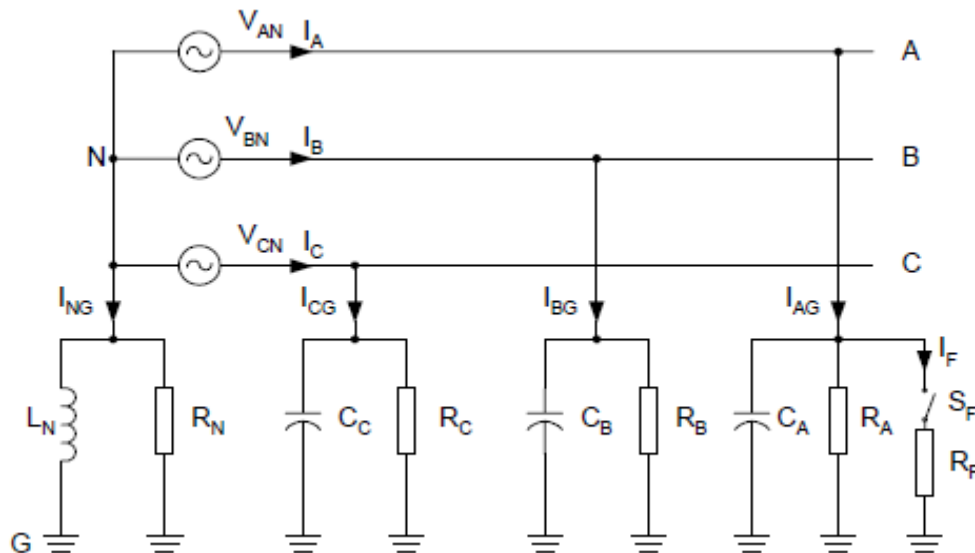 V_AN I_A A
V_BN I_B
N B
V_CN I_C C
I_NG I_CG I_BG I_AG
I_F
L_N R_N C_C R_C C_B R_B C_A R_A S_F
R_F
G